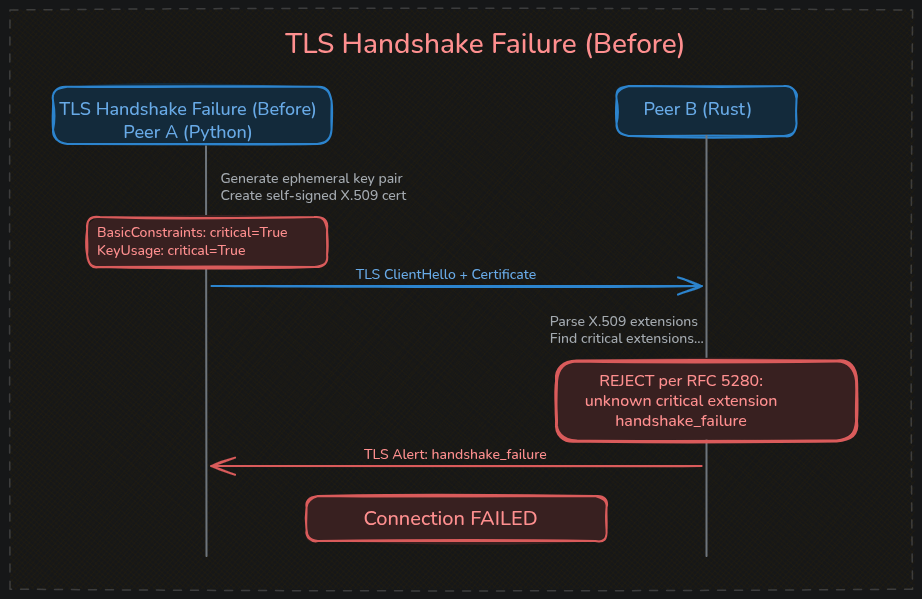 TLS Handshake Failure (Before)
TLS Handshake Failure (Before)
Peer A (Python)
Peer B (Rust)
Generate ephemeral key pair
Create self-signed X.509 cert
BasicConstraints: critical=True
KeyUsage: critical=True
TLS ClientHello + Certificate
Parse X.509 extensions
Find critical extensions...
REJECT per RFC 5280:
unknown critical extension
handshake_failure
TLS Alert: handshake_failure
Connection FAILED